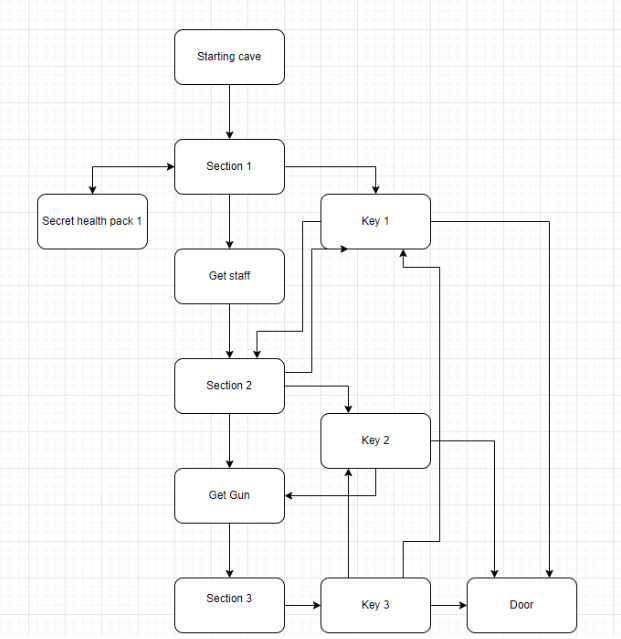 Starting cave
Section 1
Secret health pack 1
Key 1
Get staff
Section 2
Key 2
Get Gun
Section 3
Key 3
Door